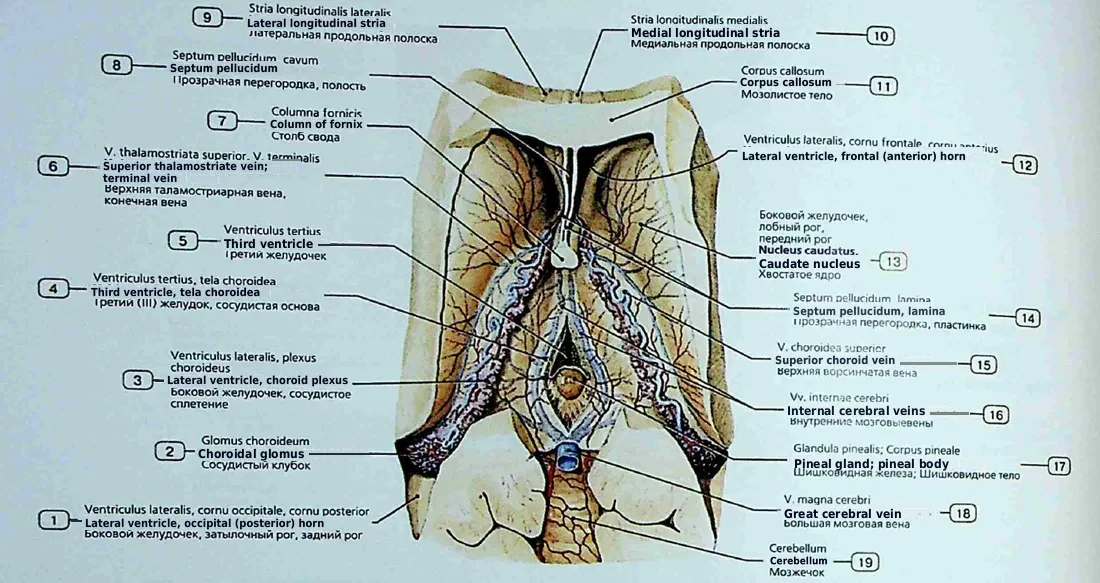 9
Stria longitudinalis lateralis
Lateral longitudinal stria
Латеральная продольная полоска
8
Septum pellucidum cavum
Septum pellucidum
Прозрачная перегородка, полость
7
Columna fornicis
Column of fornix
Столб свода
6
V. thalamostriata superior. V. terminalis
Superior thalamostriate vein;
terminal vein
Верхняя таламостриарная вена,
конечная вена
5
Ventriculus tertius
Third ventricle
Третий желудочек
4
Ventriculus tertius, tela choroidea
Third ventricle, tela choroidea
Третии (III) желудок, сосудистая основа
3
Ventriculus lateralis, plexus
choroideus
Lateral ventricle, choroid plexus
Боковой желудочек, сосудистое
сплетение
2
Glomus choroideum
Choroidal glomus
Сосудистый клубок
1
Ventriculus lateralis, cornu occipitale, cornu posterior
Lateral ventricle, occipital (posterior) horn
Боковой желудочек, затылочный рог, задний рог
Stria longitudinalis medialis
Medial longitudinal stria
Медиальная продольная полоска
10
Corpus callosum
Corpus callosum
Мозолистое тело
11
Ventriculus lateralis, cornu frontale, cornu
Lateral ventricle, frontal (anterior) horn
12
Боковой желудочек,
лобный рог,
передний рог
Nucleus caudatus.
Caudate nucleus
Хвостатое ядро
13
Septum pellucidum lamina
Septum pellucidum, lamina
Прозрачная перегородка, пластинка
14
V. choroidea superior
Superior choroid vein
Верхняя ворсинчатая вена
15
Vv. internae cerebri
Internal cerebral veins
Внутренние мозговыевены
16
Glandula pinealis; Corpus pineale
Pineal gland; pineal body
Шишковидная железа; Шишковидное тело
17
V. magna cerebri
Great cerebral vein
Большая мозговая вена
18
Cerebellum
Cerebellum
Мозжечок
19